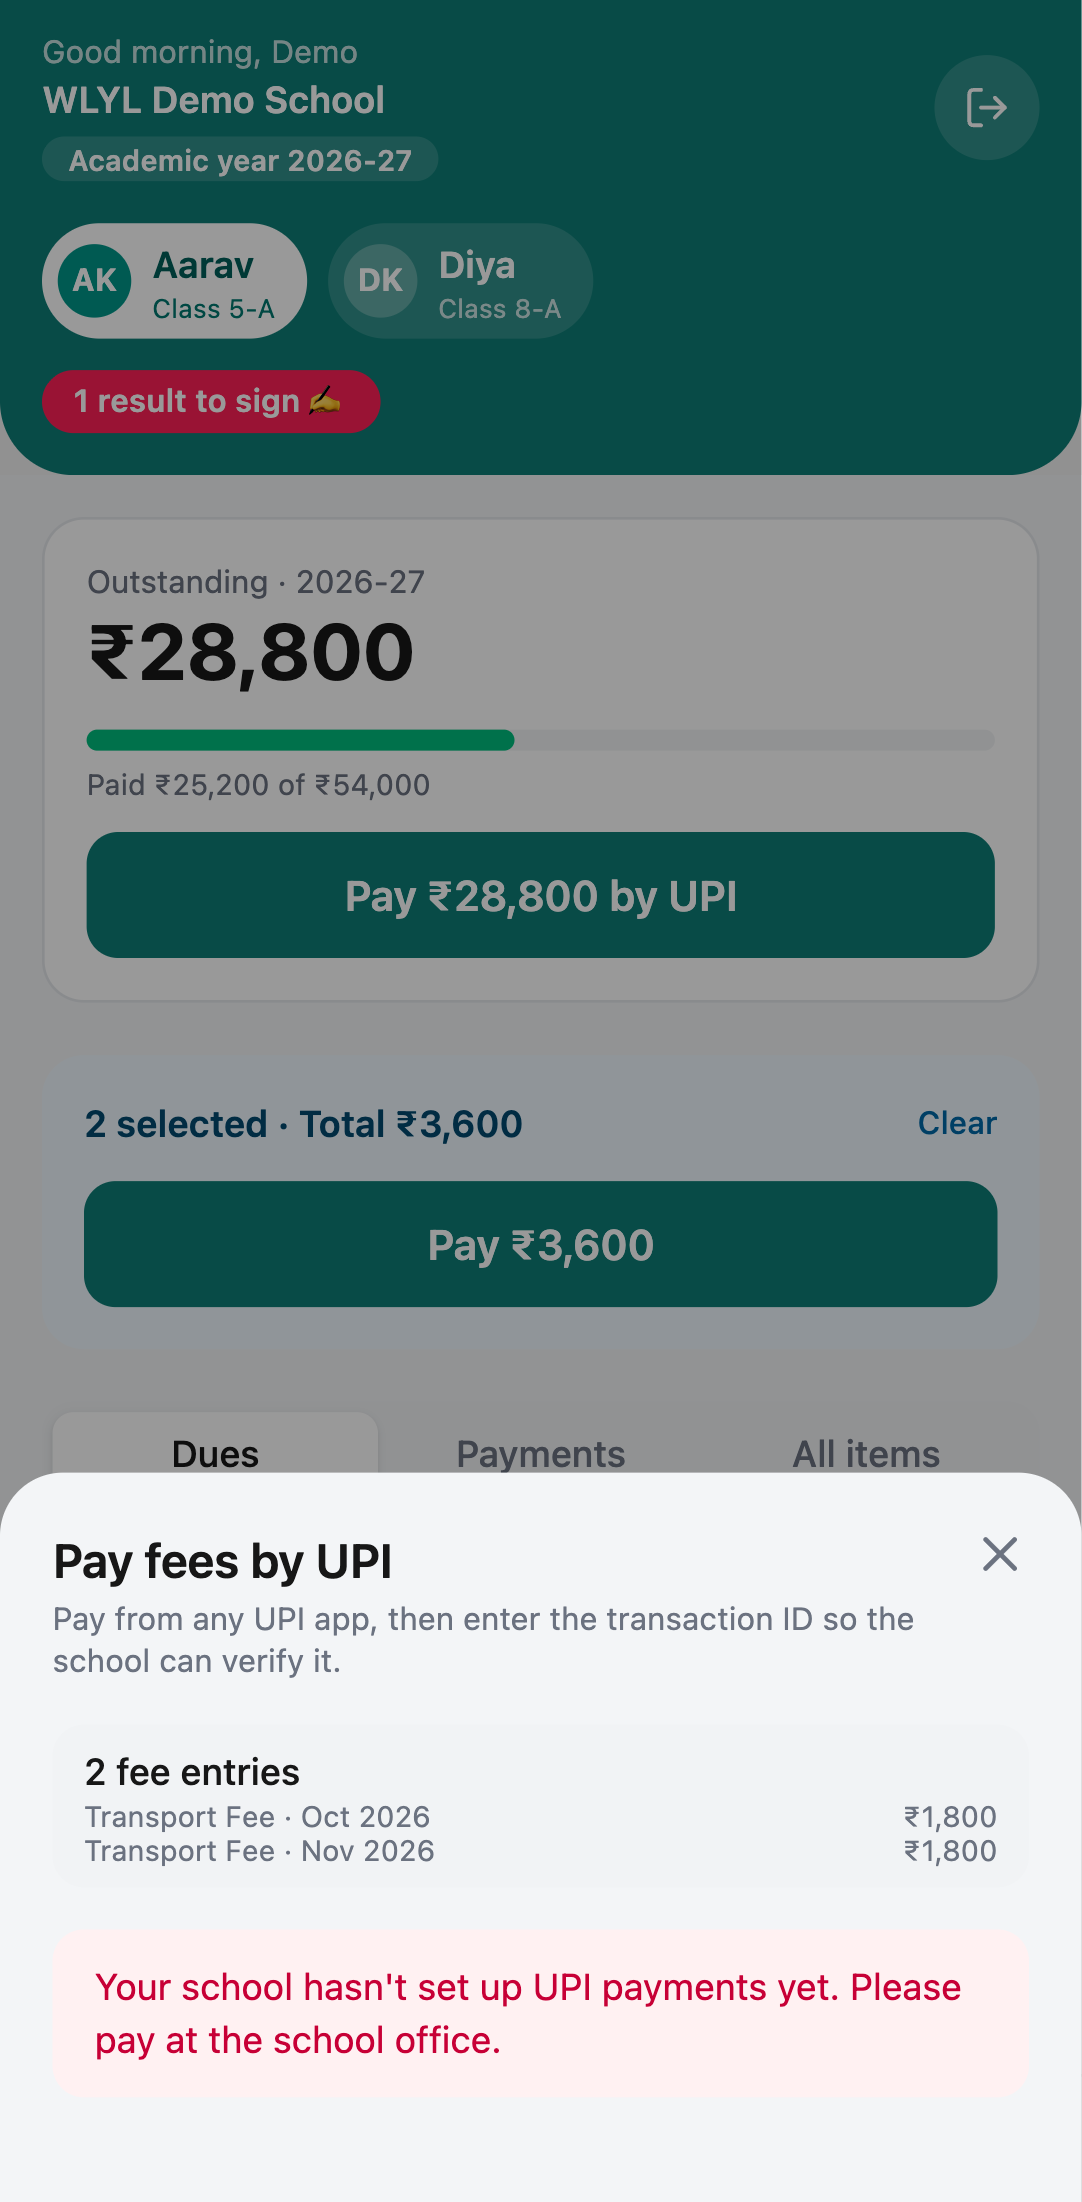 Good morning, Demo
WLYL Demo School
Academic year 2026-27
AK
Aarav
Class 5-A
DK
Diya
Class 8-A
1 result to sign ✍️
Outstanding · 2026-27
₹28,800
Paid ₹25,200 of ₹54,000
Pay ₹28,800 by UPI
2 selected · Total ₹3,600
Clear
Pay ₹3,600
Dues
Payments
All items
Pay fees by UPI
Pay from any UPI app, then enter the transaction ID so the
school can verify it.
2 fee entries
Transport Fee · Oct 2026 ₹1,800
Transport Fee · Nov 2026 ₹1,800
Your school hasn't set up UPI payments yet. Please
pay at the school office.